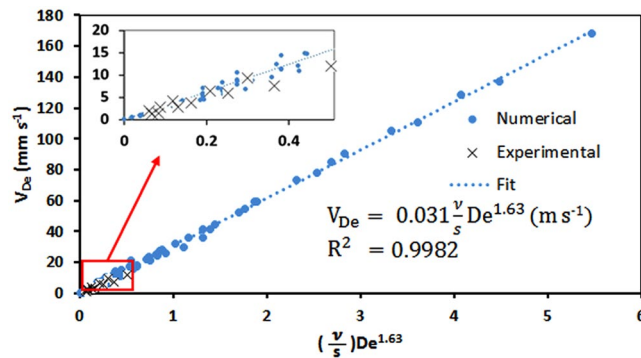 180
160
140
120
100
80
60
40
20
0
V_De (mm s⁻¹)
20
15
10
5
0
0
0.2
0.4
Numerical
Experimental
Fit
V_De = 0.031 ν/s De^1.63 (m s⁻¹)
R² = 0.9982
0 1 2 3 4 5 6
(ν/s)De^1.63